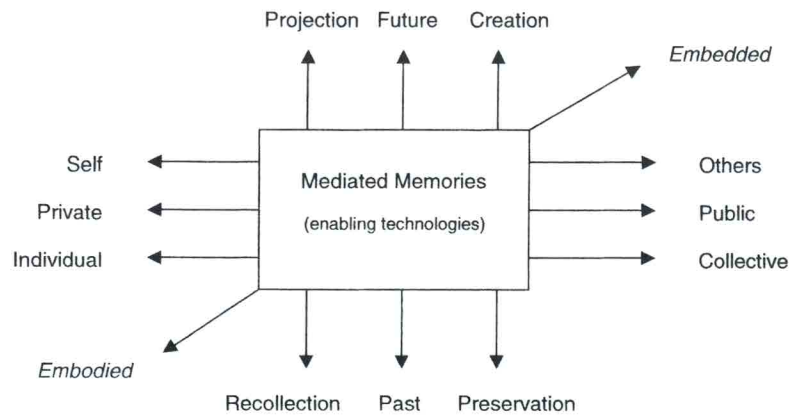 Projection Future Creation
Embedded
Self
Mediated Memories
Others
Private
(enabling technologies)
Public
Individual
Collective
Embodied
Recollection Past Preservation